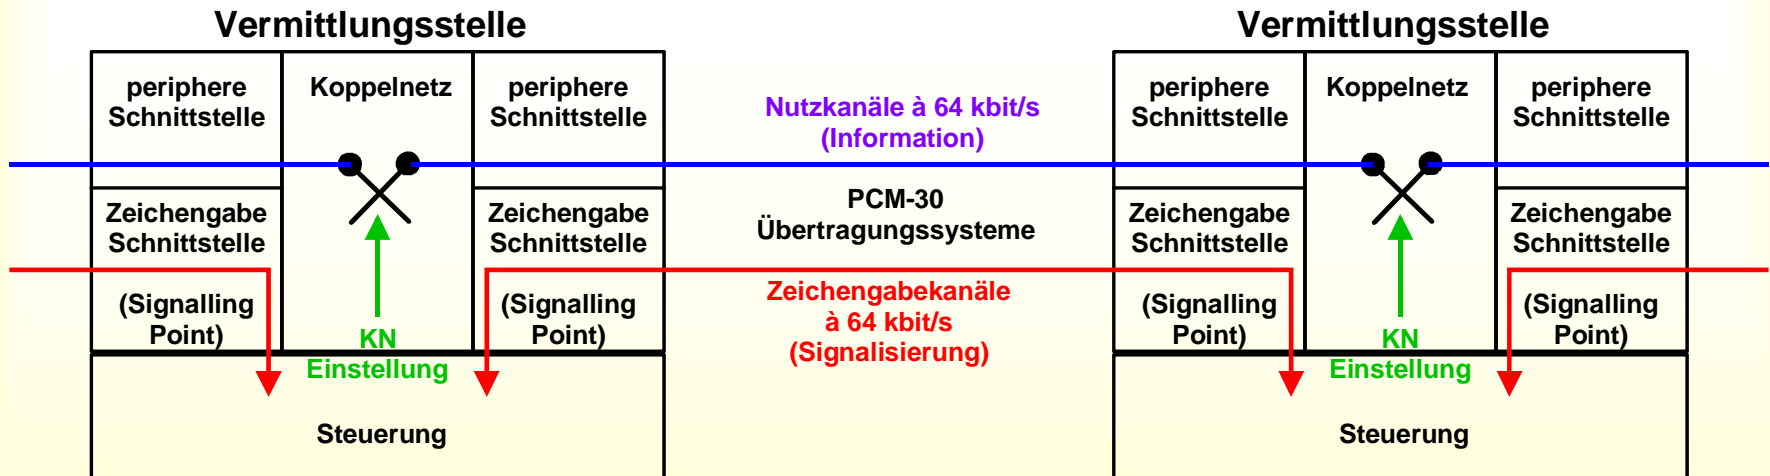 Vermittlungsstelle
periphere
Schnittstelle
Koppelnetz
periphere
Schnittstelle
Zeichengabe
Schnittstelle
(Signalling
Point)
Zeichengabe
Schnittstelle
(Signalling
Point)
KN
Einstellung
Steuerung
Nutzkanäle à 64 kbit/s
(Information)
PCM-30
Übertragungssysteme
Zeichengabekanäle
à 64 kbit/s
(Signalisierung)
Vermittlungsstelle
periphere
Schnittstelle
Koppelnetz
periphere
Schnittstelle
Zeichengabe
Schnittstelle
(Signalling
Point)
Zeichengabe
Schnittstelle
(Signalling
Point)
KN
Einstellung
Steuerung